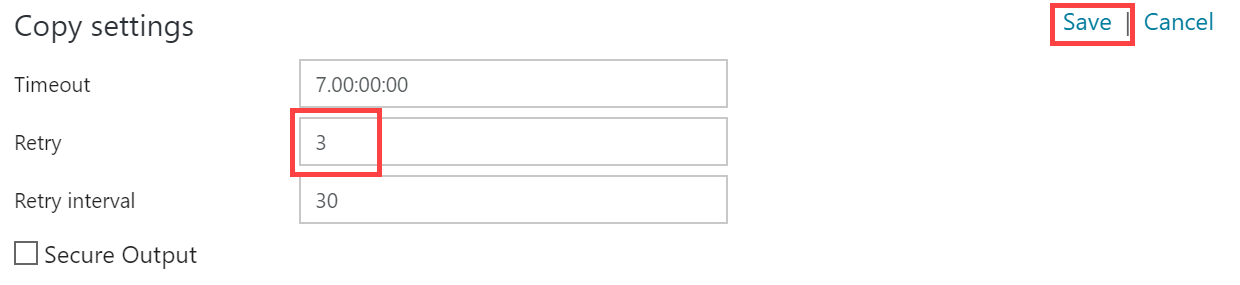 Copy settings
Save | Cancel
Timeout 7.00:00:00
Retry 3
Retry interval 30
Secure Output